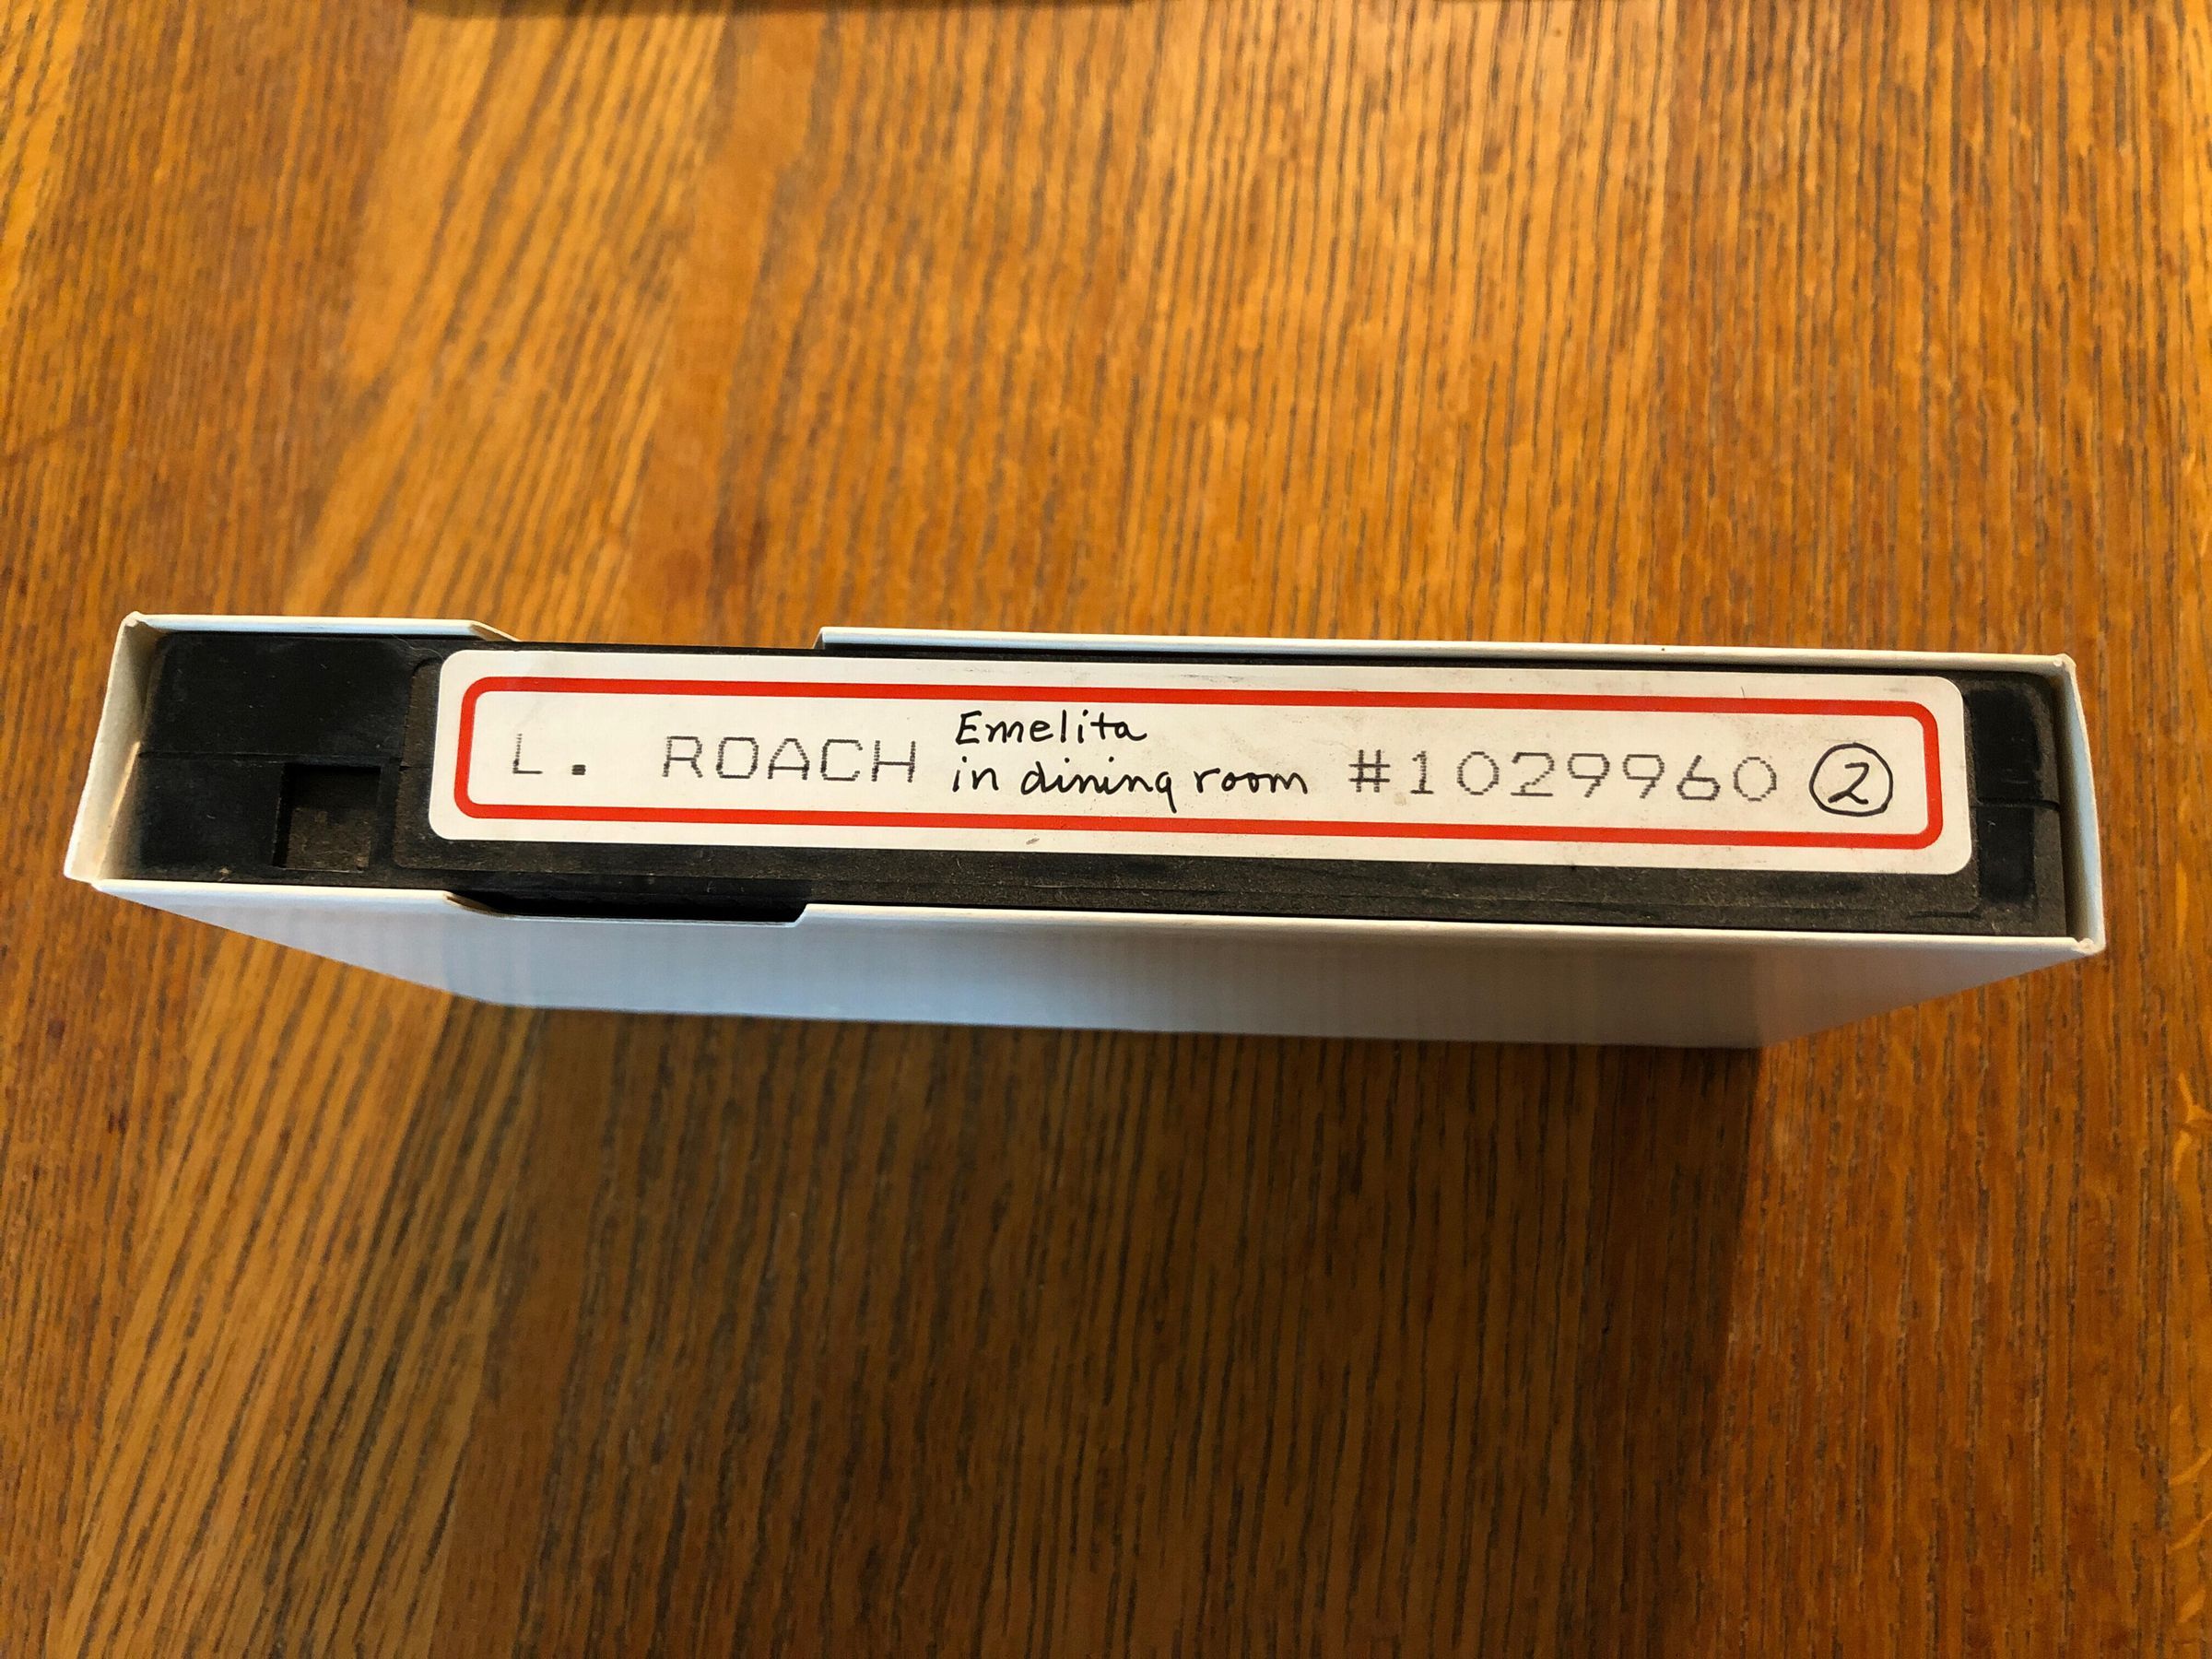 L. ROACH Emelita #1029960 2
in dining room